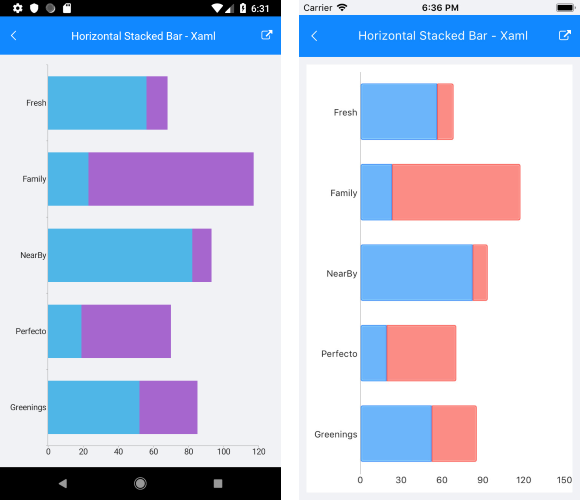 6:31
Horizontal Stacked Bar - Xaml
Fresh
Family
NearBy
Perfecto
Greenings
0 20 40 60 80 100 120
Carrier 6:36 PM
Horizontal Stacked Bar - Xaml
Fresh
Family
NearBy
Perfecto
Greenings
0 30 60 90 120 150